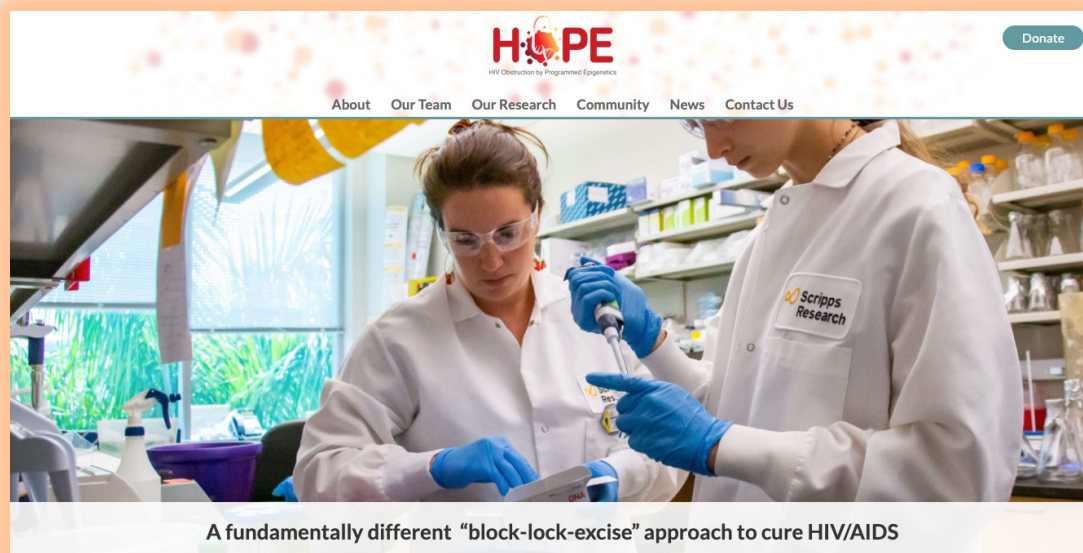 HOPE
HIV Obstruction by Programmed Epigenetics
Donate
About Our Team Our Research Community News Contact Us
Scripps
Research
DNA
A fundamentally different “block-lock-excise” approach to cure HIV/AIDS